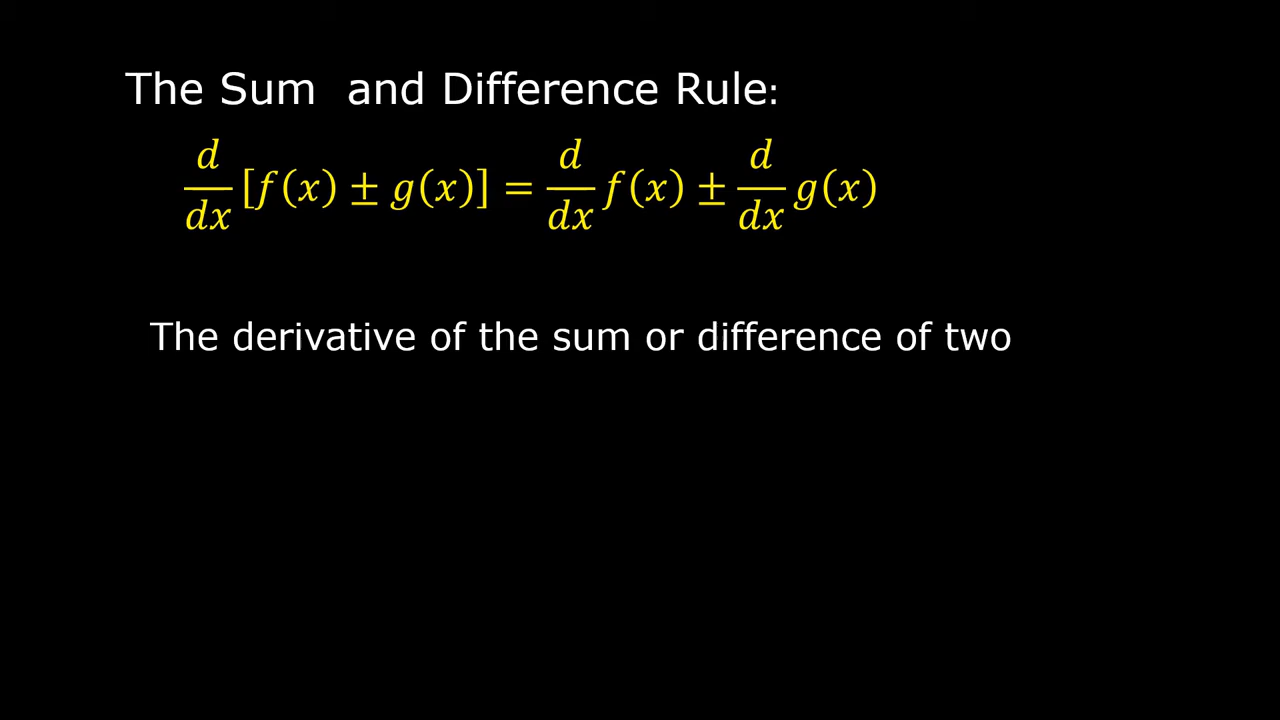 The Sum  and Difference Rule:
d/dx [f(x) ± g(x)] = d/dx f(x) ± d/dx g(x)
The derivative of the sum or difference of two